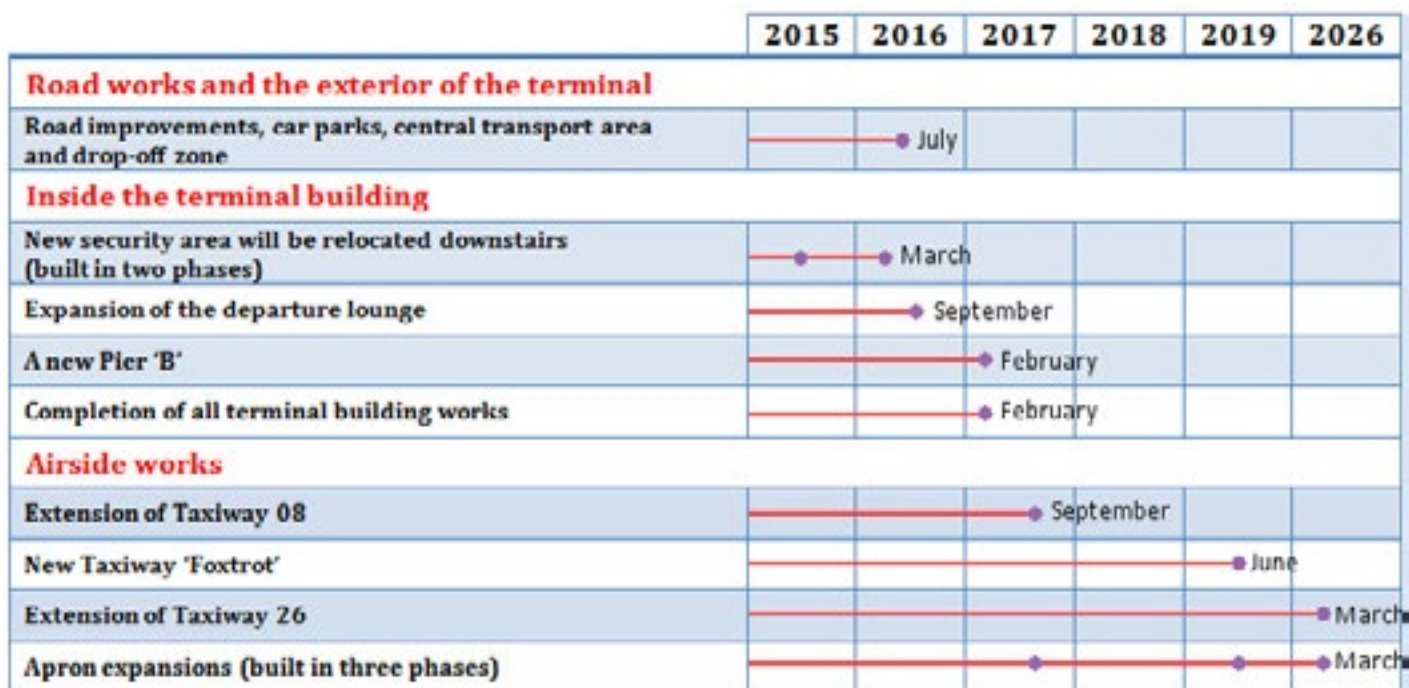 2015 2016 2017 2018 2019 2026
Road works and the exterior of the terminal
Road improvements, car parks, central transport area
and drop-off zone
July
Inside the terminal building
New security area will be relocated downstairs
(built in two phases)
March
Expansion of the departure lounge
September
A new Pier 'B'
February
Completion of all terminal building works
February
Airside works
Extension of Taxiway 08
September
New Taxiway 'Foxtrot'
June
Extension of Taxiway 26
March
Apron expansions (built in three phases)
March